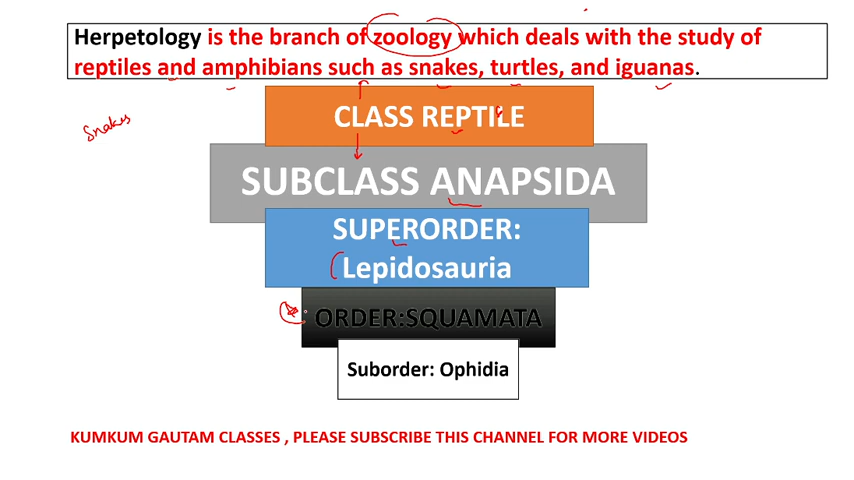 Herpetology is the branch of zoology which deals with the study of
reptiles and amphibians such as snakes, turtles, and iguanas.
Snakes
CLASS REPTILE
SUBCLASS ANAPSIDA
SUPERORDER:
Lepidosauria
ORDER:SQUAMATA
Suborder: Ophidia
KUMKUM GAUTAM CLASSES , PLEASE SUBSCRIBE THIS CHANNEL FOR MORE VIDEOS